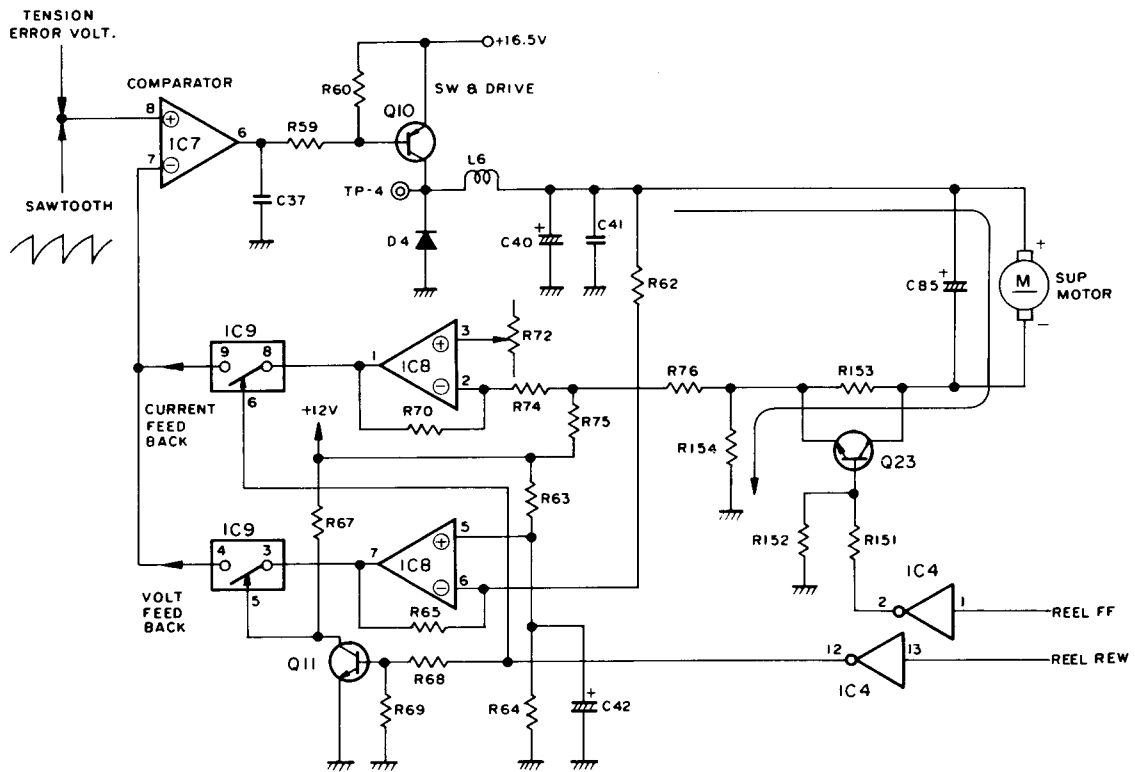 TENSION
ERROR VOLT.
COMPARATOR
8
⊕
IC7
6
7
⊖
SAWTOOTH
R59
C37
R60
Q10
+16.5V
SW & DRIVE
TP-4
L6
D4
+
C40
C41
R62
+
C85
+
M
−
SUP
MOTOR
IC9
9
8
6
CURRENT
FEED
BACK
1
IC8
⊕
3
⊖
2
R72
R70
R74
R75
R76
R153
R154
Q23
R152
R151
+12V
R67
R63
IC9
4
3
5
VOLT
FEED
BACK
7
IC8
⊕
5
⊖
6
R65
IC4
2
1
REEL FF
Q11
R68
R69
R64
+
C42
12
13
REEL REW
IC4